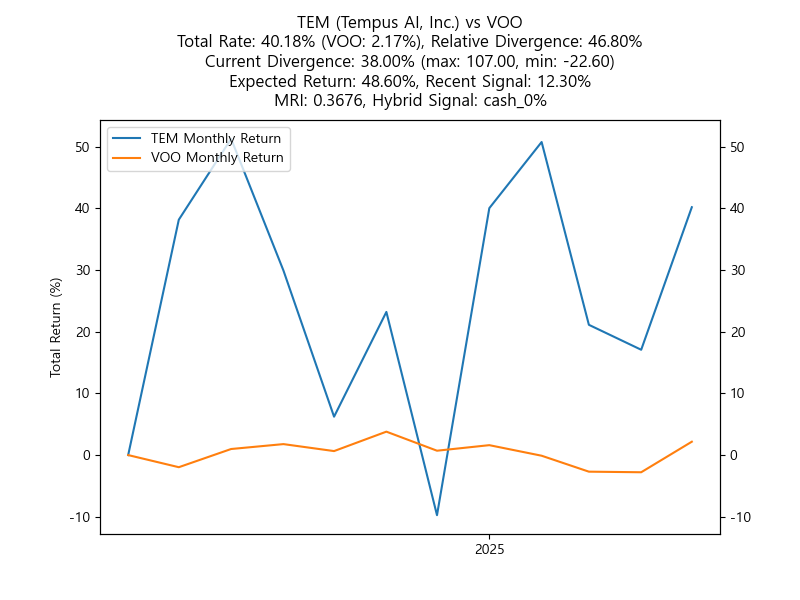 TEM (Tempus AI, Inc.) vs VOO
Total Rate: 40.18% (VOO: 2.17%), Relative Divergence: 46.80%
Current Divergence: 38.00% (max: 107.00, min: -22.60)
Expected Return: 48.60%, Recent Signal: 12.30%
MRI: 0.3676, Hybrid Signal: cash_0%
TEM Monthly Return
VOO Monthly Return
Total Return (%)
50
40
30
20
10
0
-10
50
40
30
20
10
0
-10
2025